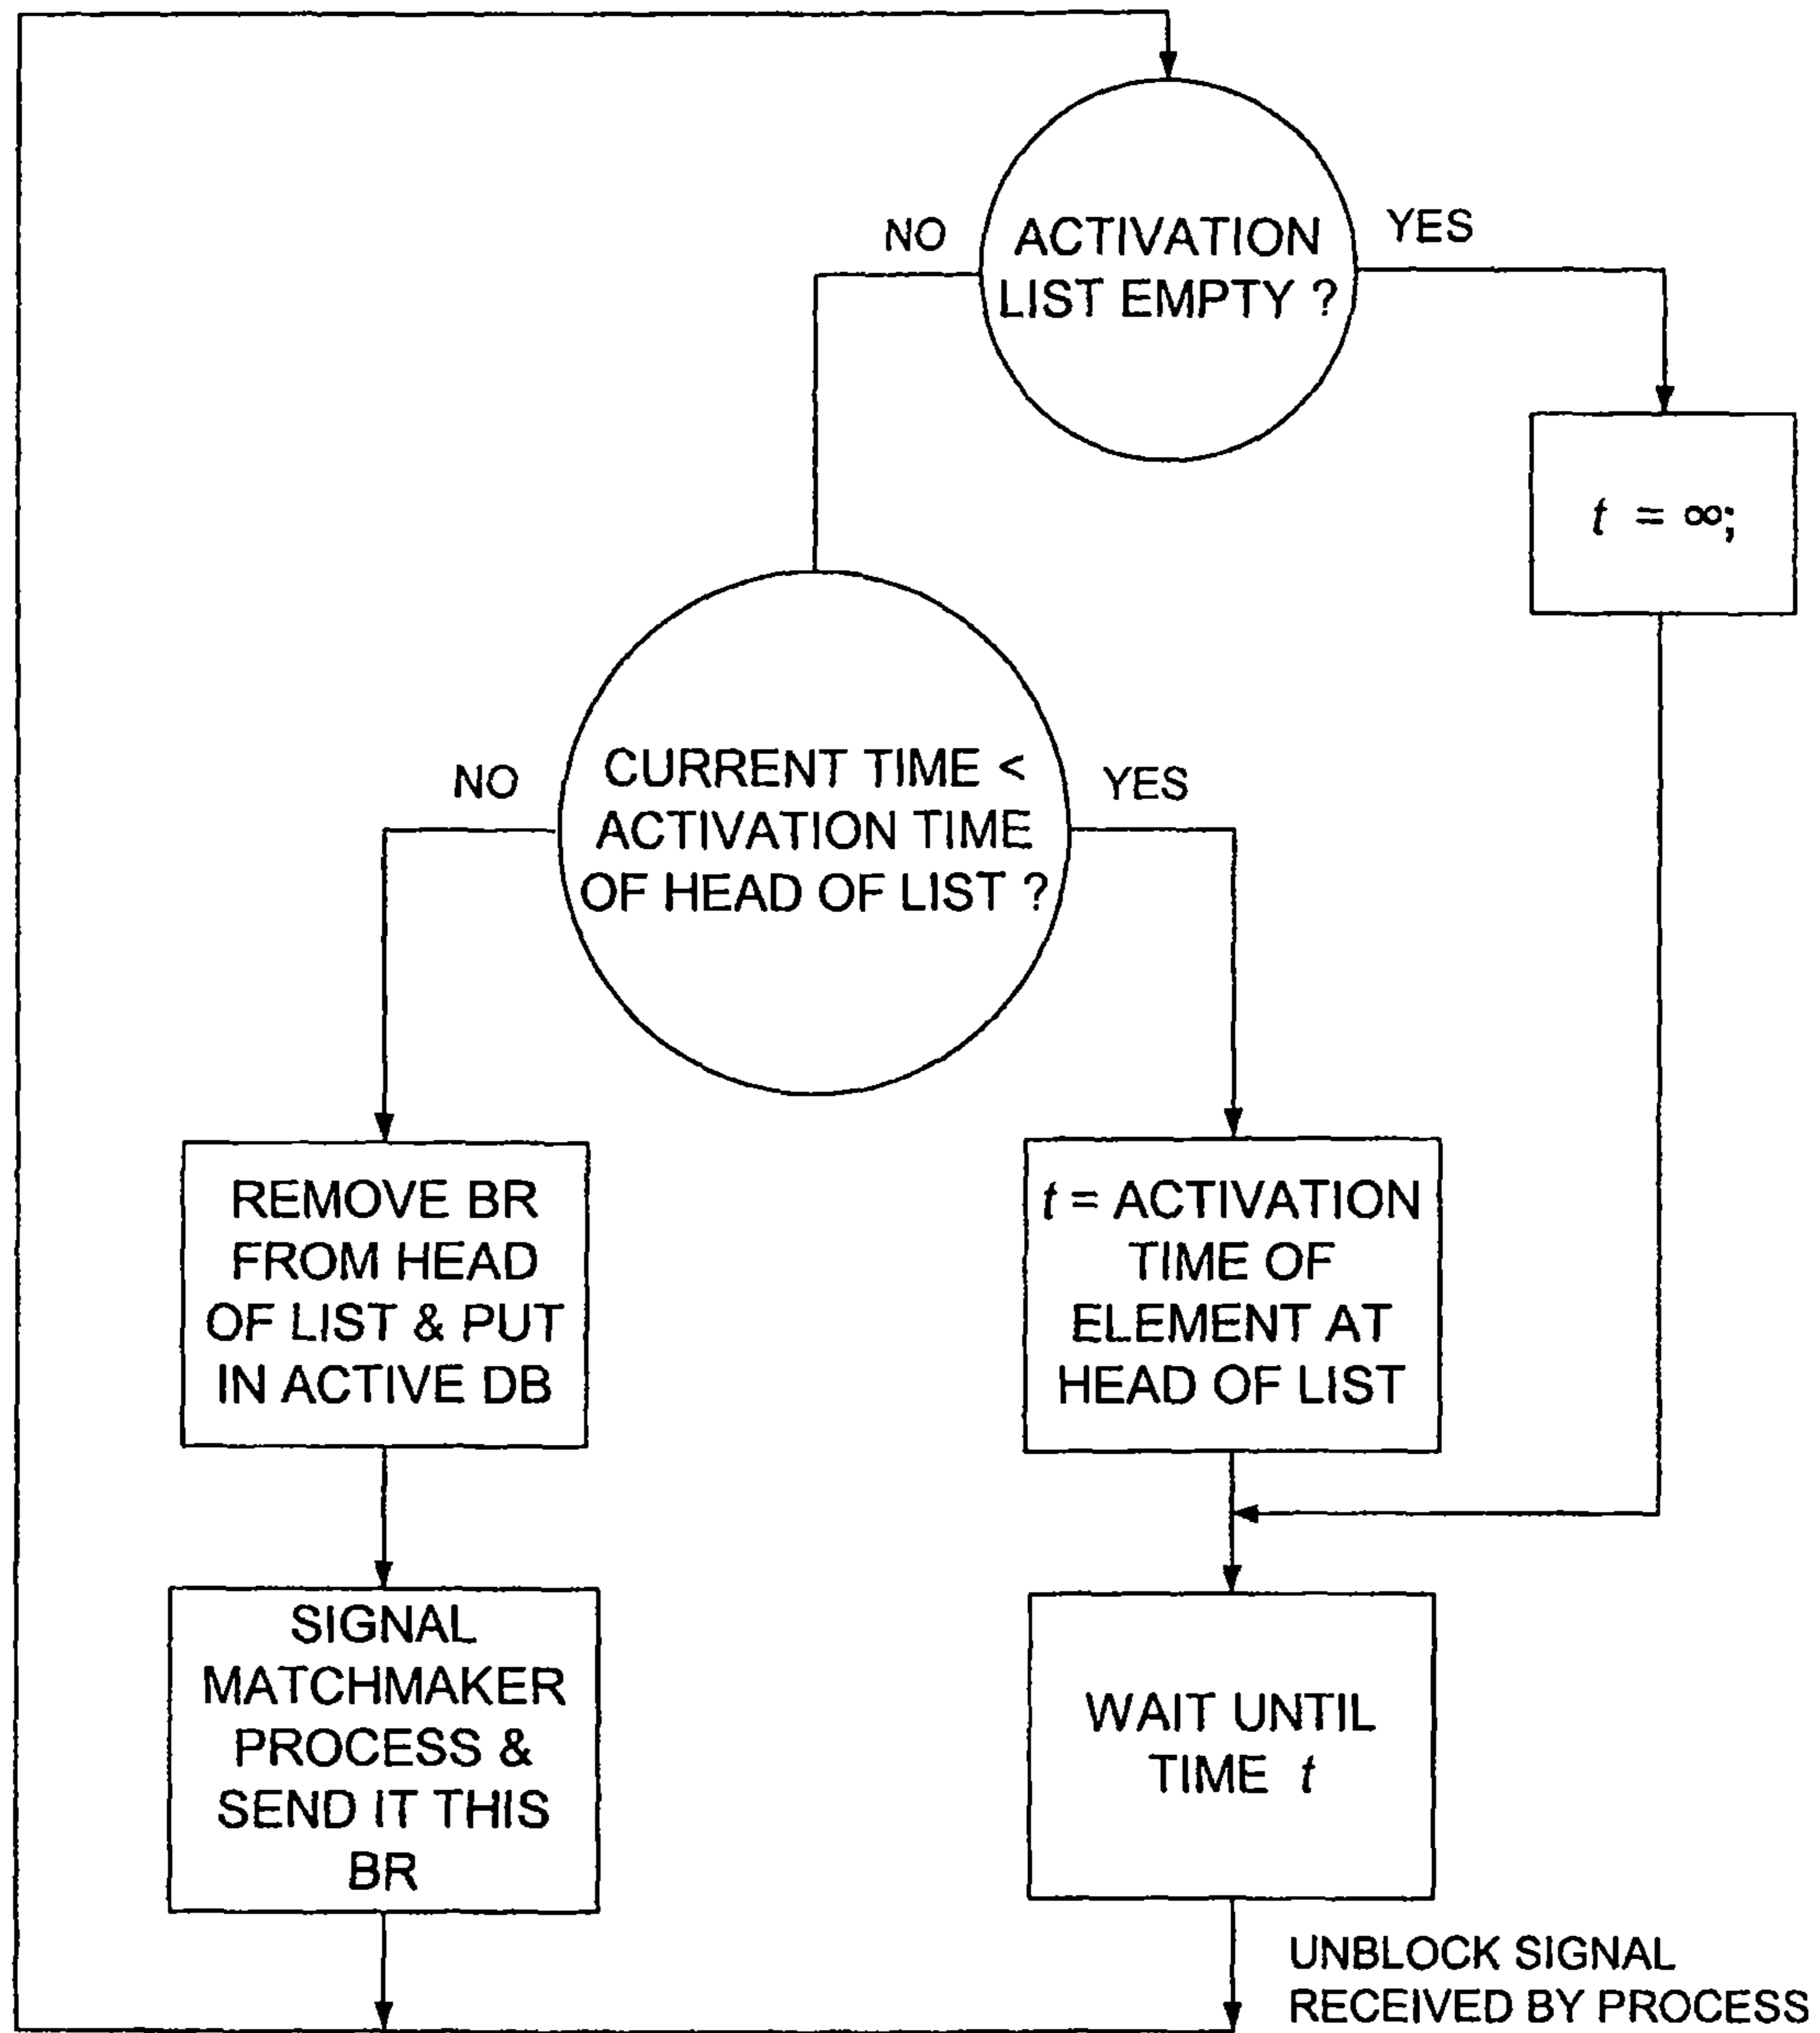 NO
ACTIVATION
LIST EMPTY ?
YES
t = ∞;
NO
CURRENT TIME <
ACTIVATION TIME
OF HEAD OF LIST ?
YES
REMOVE BR
FROM HEAD
OF LIST & PUT
IN ACTIVE DB
t = ACTIVATION
TIME OF
ELEMENT AT
HEAD OF LIST
SIGNAL
MATCHMAKER
PROCESS &
SEND IT THIS
BR
WAIT UNTIL
TIME t
UNBLOCK SIGNAL
RECEIVED BY PROCESS